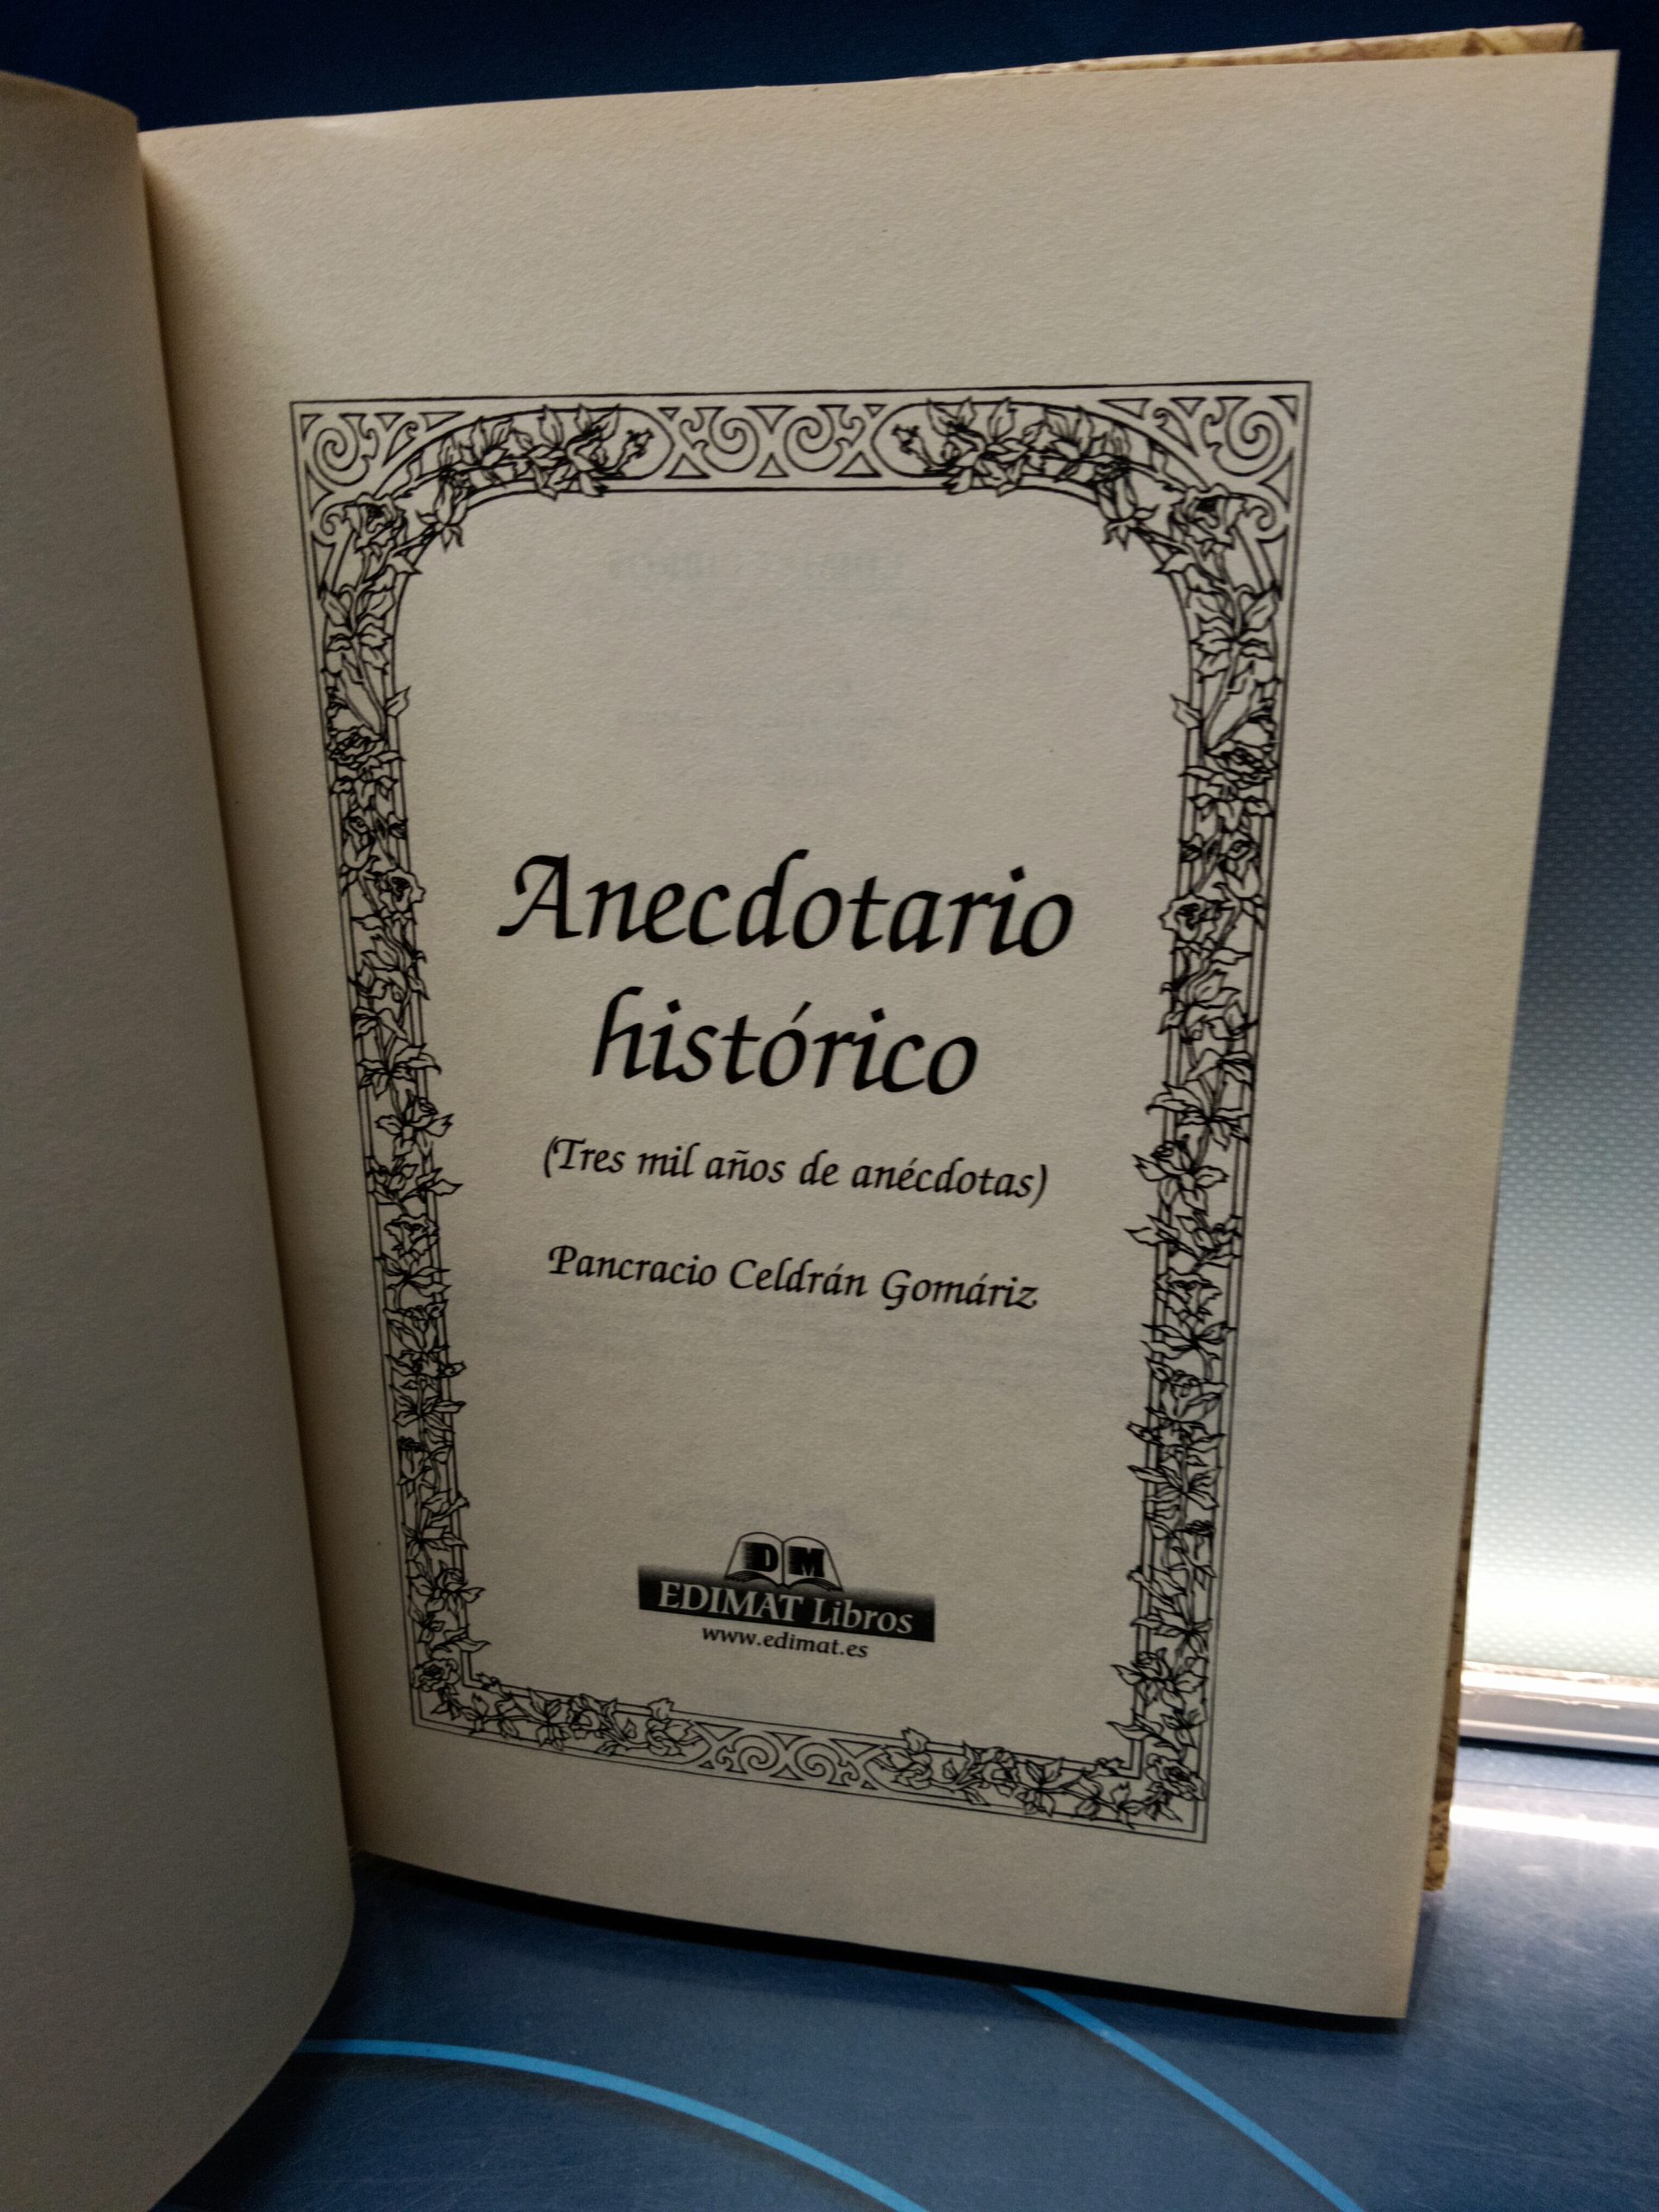 Anecdotario
histórico
(Tres mil años de anécdotas)
Pancracio Celdrán Gomáriz
DM
EDIMAT Libros
www.edimat.es